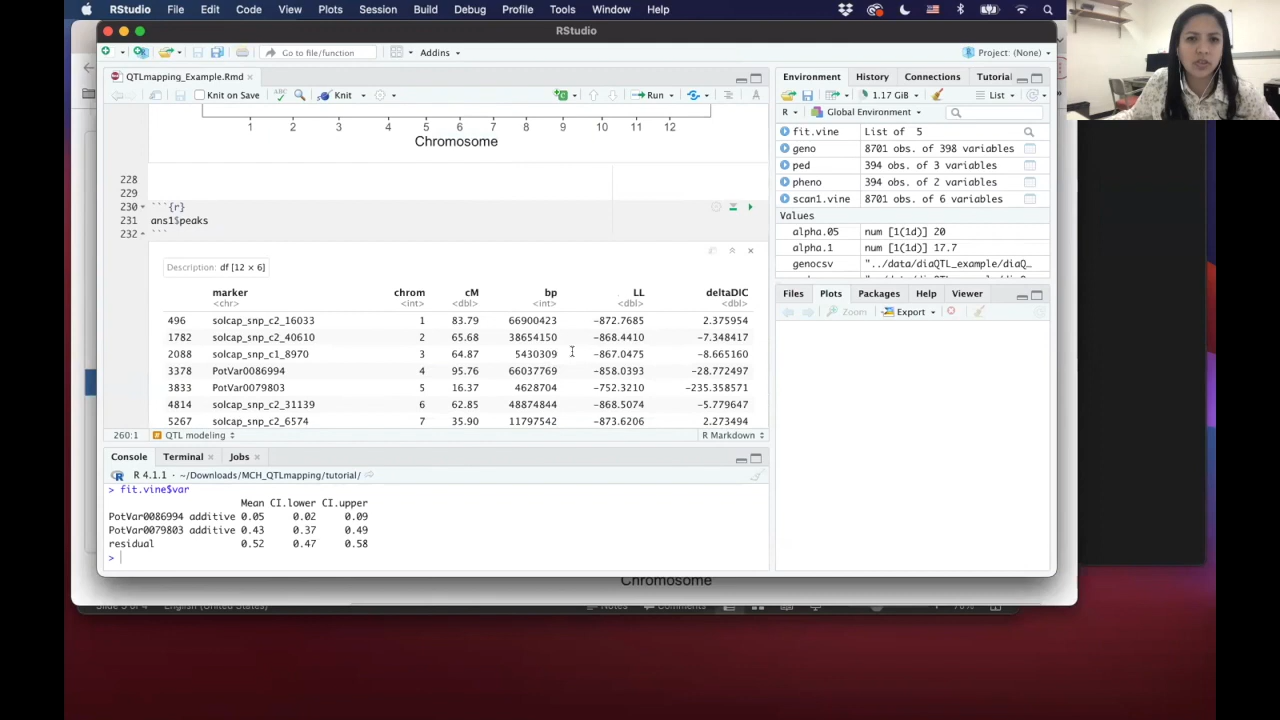 RStudio File Edit Code View Plots Session Build Debug Profile Tools Window Help
RStudio
Go to file/function Addins Project: (None)
QTLmapping_Example.Rmd
Knit on Save Knit Run
1 2 3 4 5 6 7 8 9 10 11 12
Chromosome
228
229
230 ```{r}
231 ans1$peaks
232 ```
Description: df [12 × 6]
marker chrom cM bp LL deltaDIC
<chr> <int> <dbl> <int> <dbl> <dbl>
496 solcap_snp_c2_16033 1 83.79 66900423 -872.7685 2.375954
1782 solcap_snp_c2_40610 2 65.68 38654150 -868.4410 -7.348417
2088 solcap_snp_c1_8970 3 64.87 5430309 -867.0475 -8.665160
3378 PotVar0086994 4 95.76 66037769 -858.0393 -28.772497
3833 PotVar0079803 5 16.37 4628704 -752.3210 -235.358571
4814 solcap_snp_c2_31139 6 62.85 48874844 -868.5074 -5.779647
5267 solcap_snp_c2_6574 7 35.90 11797542 -873.6206 2.273494
260:1 QTL modeling R Markdown
Console Terminal Jobs
R 4.1.1 · ~/Downloads/MCH_QTLmapping/tutorial/
> fit.vine$var
Mean CI.lower CI.upper
PotVar0086994 additive 0.05 0.02 0.09
PotVar0079803 additive 0.43 0.37 0.49
residual 0.52 0.47 0.58
>
Environment History Connections Tutorial
1.17 GiB List
R Global Environment
fit.vine List of 5
geno 8701 obs. of 398 variables
ped 394 obs. of 3 variables
pheno 394 obs. of 2 variables
scan1.vine 8701 obs. of 6 variables
Values
alpha.05 num [1(1d)] 20
alpha.1 num [1(1d)] 17.7
genocsv "../data/diaQTL_example/diaQ…
Files Plots Packages Help Viewer
Zoom Export
Chromosome
Slide 3 of 4 English (United States) Notes Comments 78%